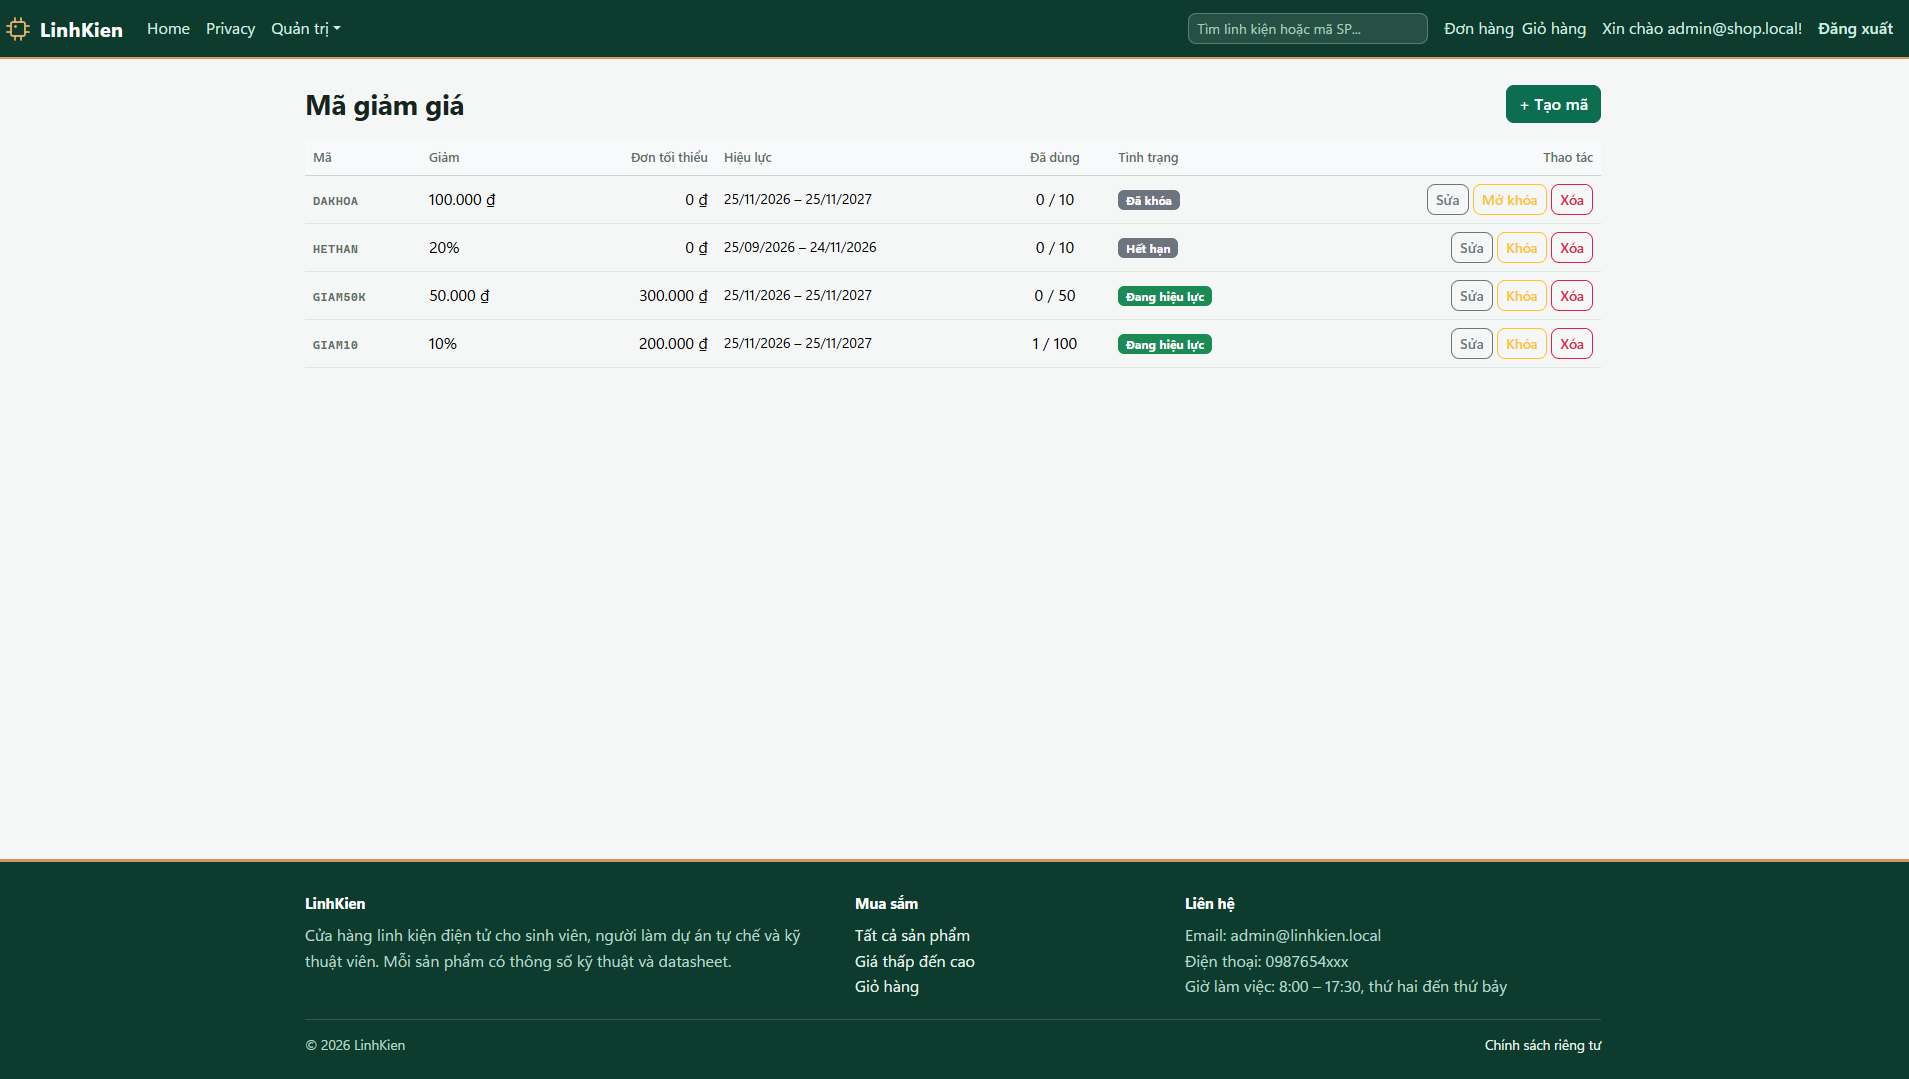 LinhKien Home Privacy Quản trị Tìm linh kiện hoặc mã SP... Đơn hàng Giỏ hàng Xin chào admin@shop.local! Đăng xuất
Mã giảm giá + Tạo mã
Mã Giảm Đơn tối thiểu Hiệu lực Đã dùng Tình trạng Thao tác
DAKHOA 100.000 ₫ 0 ₫ 25/11/2026 – 25/11/2027 0 / 10 Đã khóa Sửa Mở khóa Xóa
HETHAN 20% 0 ₫ 25/09/2026 – 24/11/2026 0 / 10 Hết hạn Sửa Khóa Xóa
GIAM50K 50.000 ₫ 300.000 ₫ 25/11/2026 – 25/11/2027 0 / 50 Đang hiệu lực Sửa Khóa Xóa
GIAM10 10% 200.000 ₫ 25/11/2026 – 25/11/2027 1 / 100 Đang hiệu lực Sửa Khóa Xóa
LinhKien
Cửa hàng linh kiện điện tử cho sinh viên, người làm dự án tự chế và kỹ
thuật viên. Mỗi sản phẩm có thông số kỹ thuật và datasheet.
Mua sắm
Tất cả sản phẩm
Giá thấp đến cao
Giỏ hàng
Liên hệ
Email: admin@linhkien.local
Điện thoại: 0987654xxx
Giờ làm việc: 8:00 – 17:30, thứ hai đến thứ bảy
© 2026 LinhKien Chính sách riêng tư